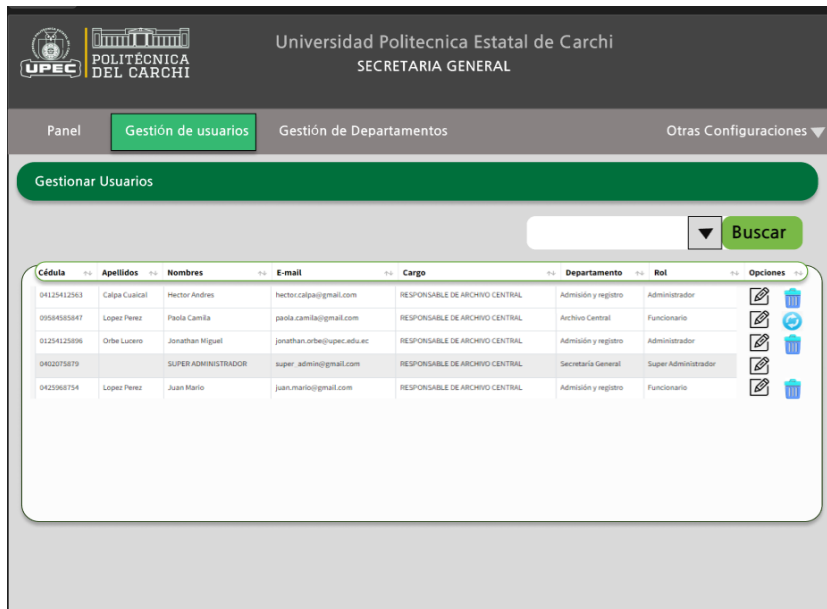 Universidad Politecnica Estatal de Carchi
SECRETARIA GENERAL
UPEC
POLITÉCNICA
DEL CARCHI
Panel Gestión de usuarios Gestión de Departamentos Otras Configuraciones
Gestionar Usuarios
Buscar
Cédula Apellidos Nombres E-mail Cargo Departamento Rol Opciones
04125412563 Calpa Cuaical Hector Andres hector.calpa@gmail.com RESPONSABLE DE ARCHIVO CENTRAL Admisión y registro Administrador
09584585847 Lopez Perez Paola Camila paola.camila@gmail.com RESPONSABLE DE ARCHIVO CENTRAL Archivo Central Funcionario
01254125896 Orbe Lucero Jonathan Miguel jonathan.orbe@upec.edu.ec RESPONSABLE DE ARCHIVO CENTRAL Admisión y registro Administrador
0402075879 SUPER ADMINISTRADOR super_admin@gmail.com RESPONSABLE DE ARCHIVO CENTRAL Secretaría General Super Administrador
0425968754 Lopez Perez Juan Mario juan.mario@gmail.com RESPONSABLE DE ARCHIVO CENTRAL Admisión y registro Funcionario